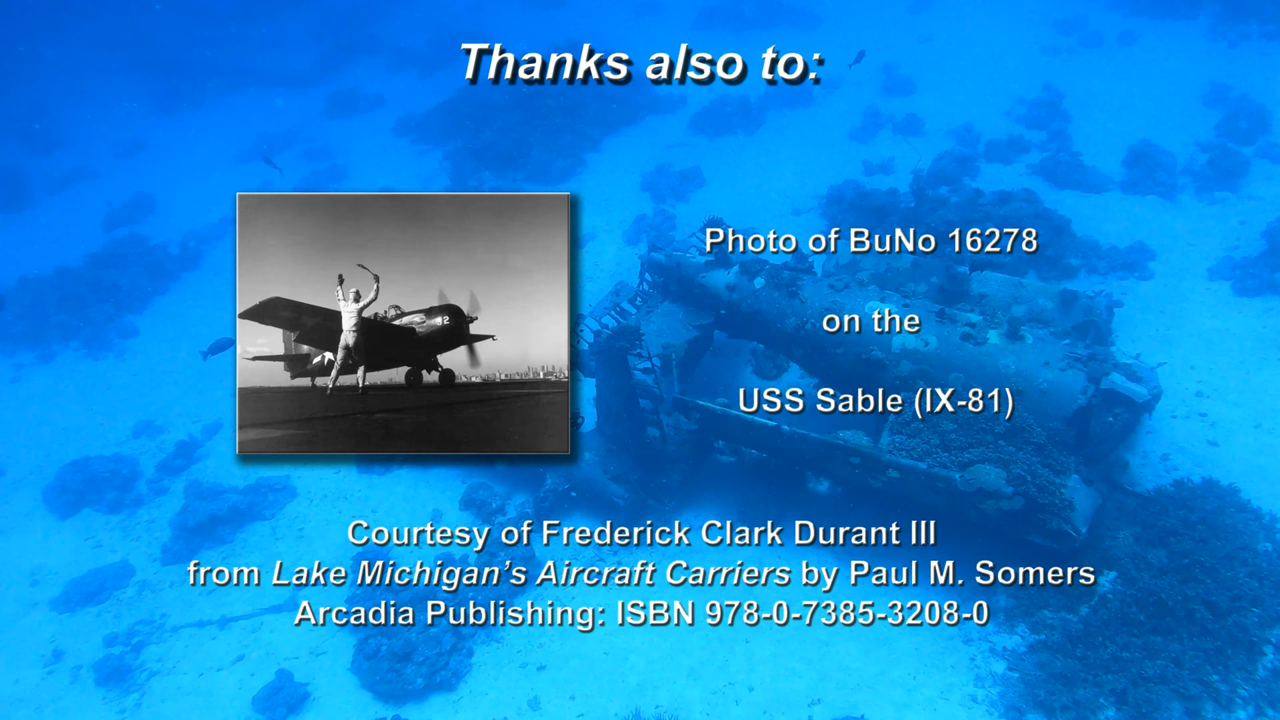 Thanks also to:
Photo of BuNo 16278
on the
USS Sable (IX-81)
Courtesy of Frederick Clark Durant III
from Lake Michigan's Aircraft Carriers by Paul M. Somers
Arcadia Publishing: ISBN 978-0-7385-3208-0